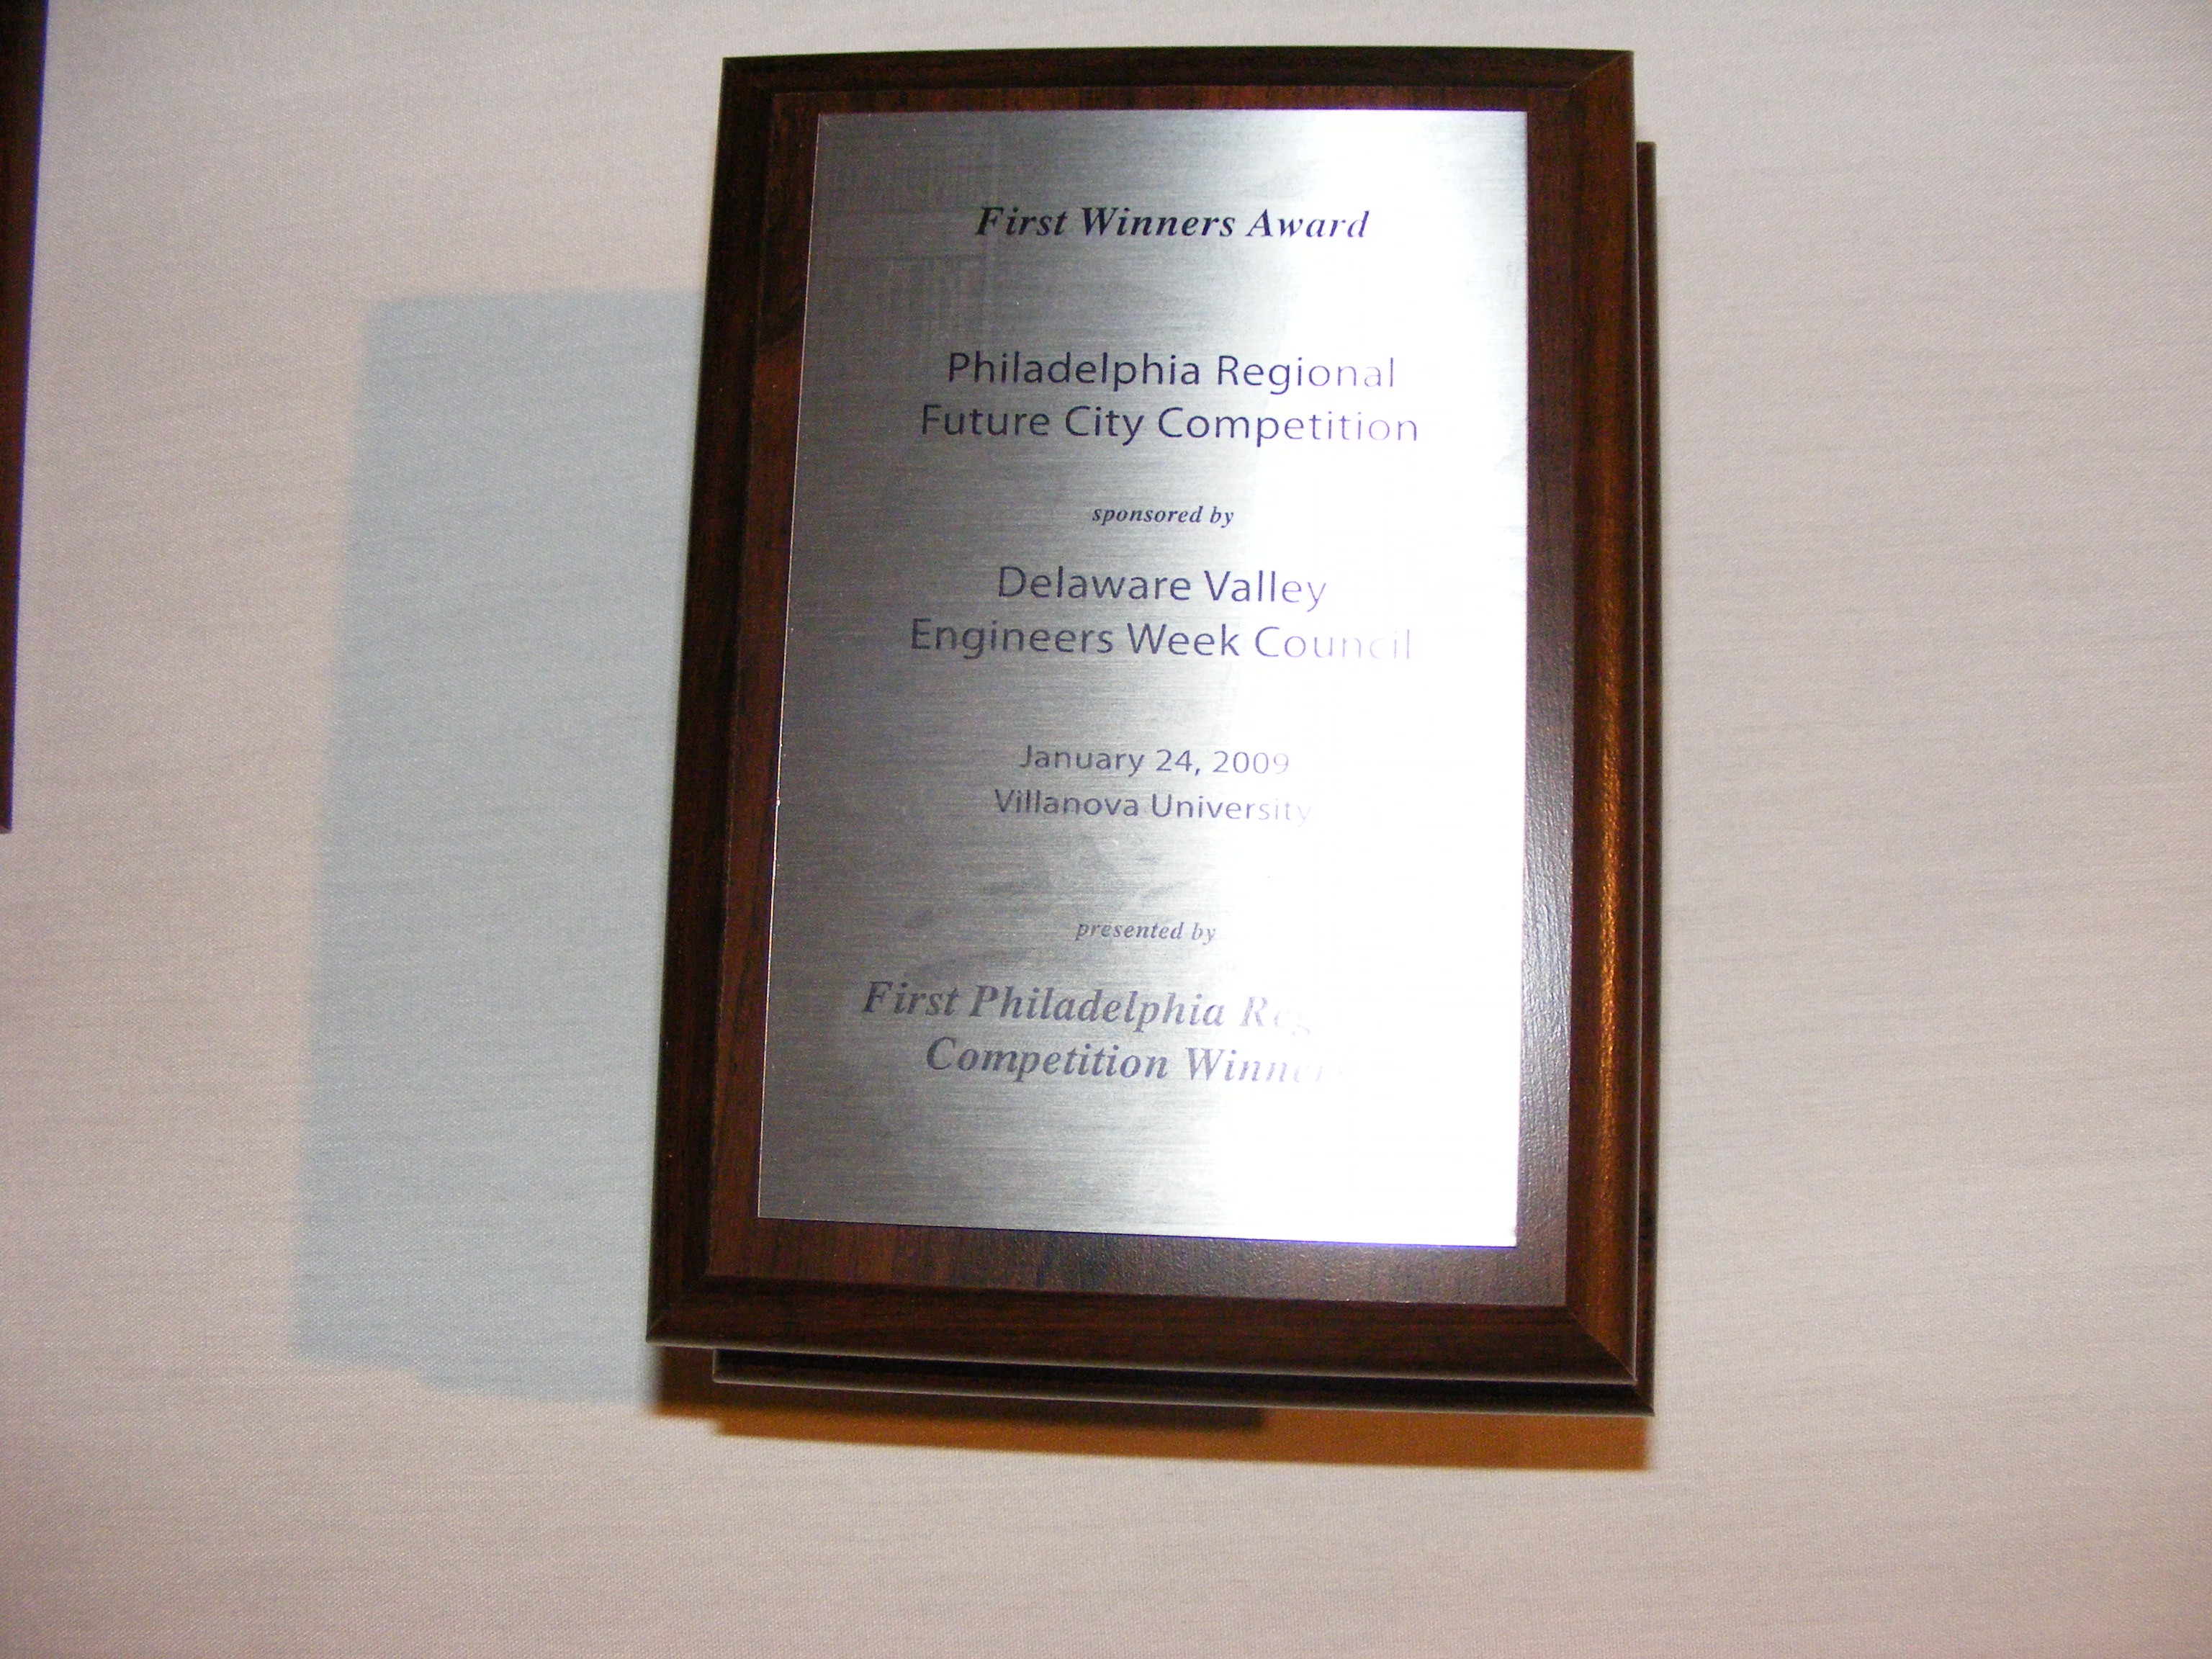 First Winners Award
Philadelphia Regional
Future City Competition
sponsored by
Delaware Valley
Engineers Week Council
January 24, 2009
Villanova University
presented by
First Philadelphia
Competition Winners